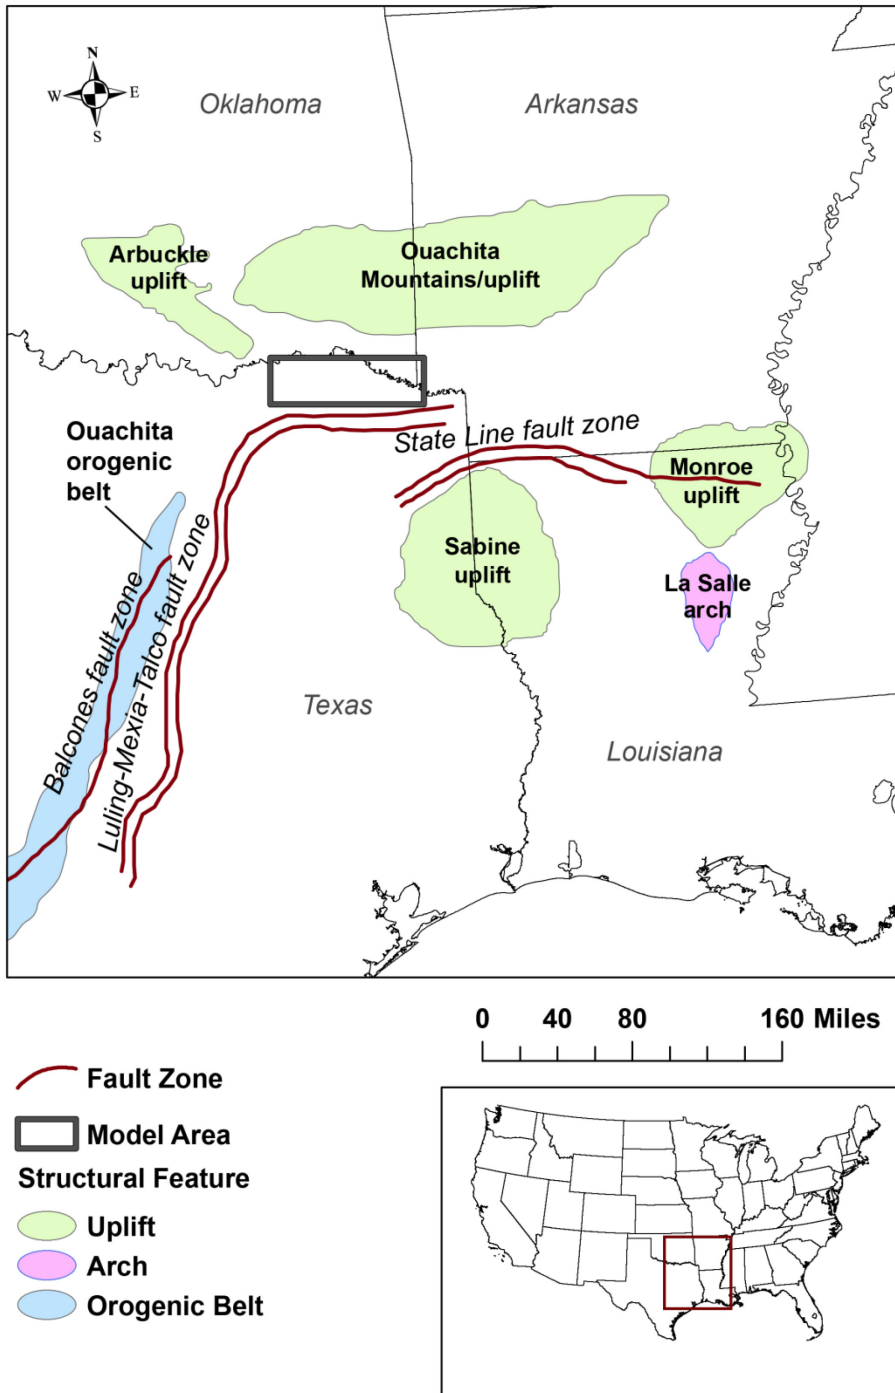 N
W E
S
Oklahoma
Arkansas
Arbuckle
uplift
Ouachita
Mountains/uplift
Ouachita
orogenic
belt
State Line fault zone
Monroe
uplift
Sabine
uplift
La Salle
arch
Balcones fault zone
Luling-Mexia-Talco fault zone
Texas
Louisiana
0 40 80 160 Miles
Fault Zone
Model Area
Structural Feature
Uplift
Arch
Orogenic Belt